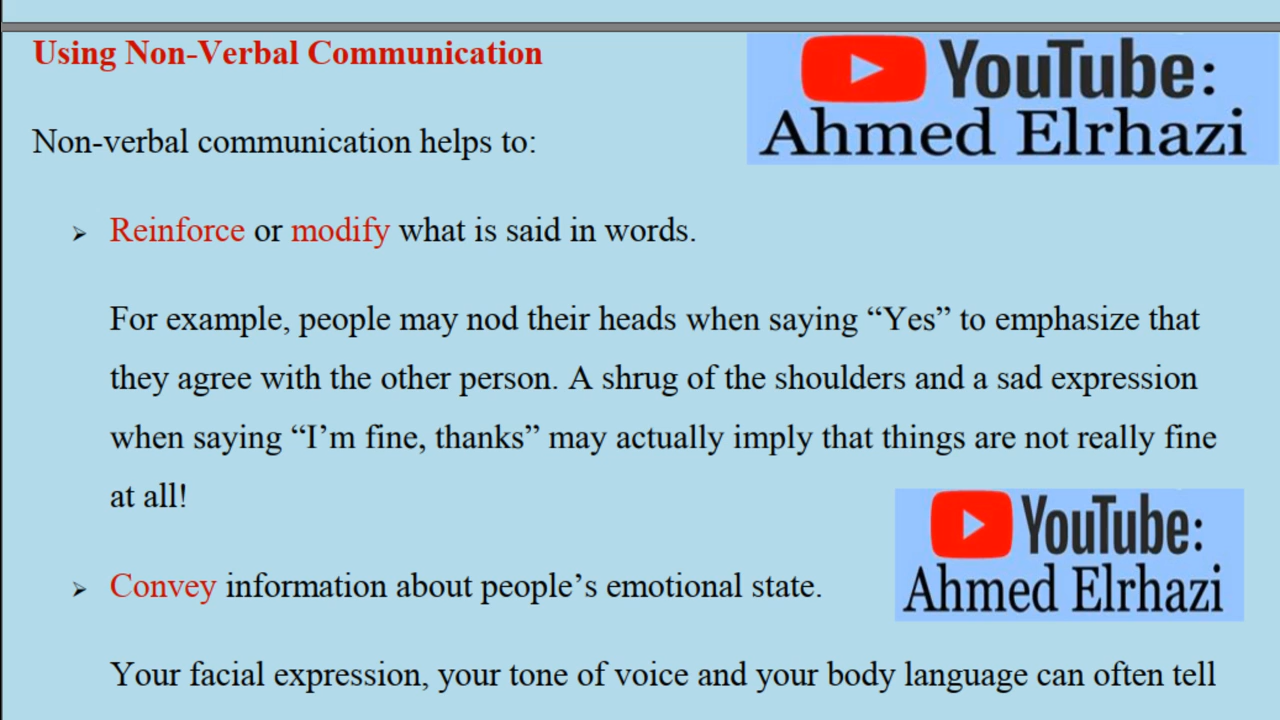 Using Non-Verbal Communication
YouTube:
Ahmed Elrhazi
Non-verbal communication helps to:
➢ Reinforce or modify what is said in words.
For example, people may nod their heads when saying “Yes” to emphasize that
they agree with the other person. A shrug of the shoulders and a sad expression
when saying “I’m fine, thanks” may actually imply that things are not really fine
at all!
YouTube:
Ahmed Elrhazi
➢ Convey information about people’s emotional state.
Your facial expression, your tone of voice and your body language can often tell